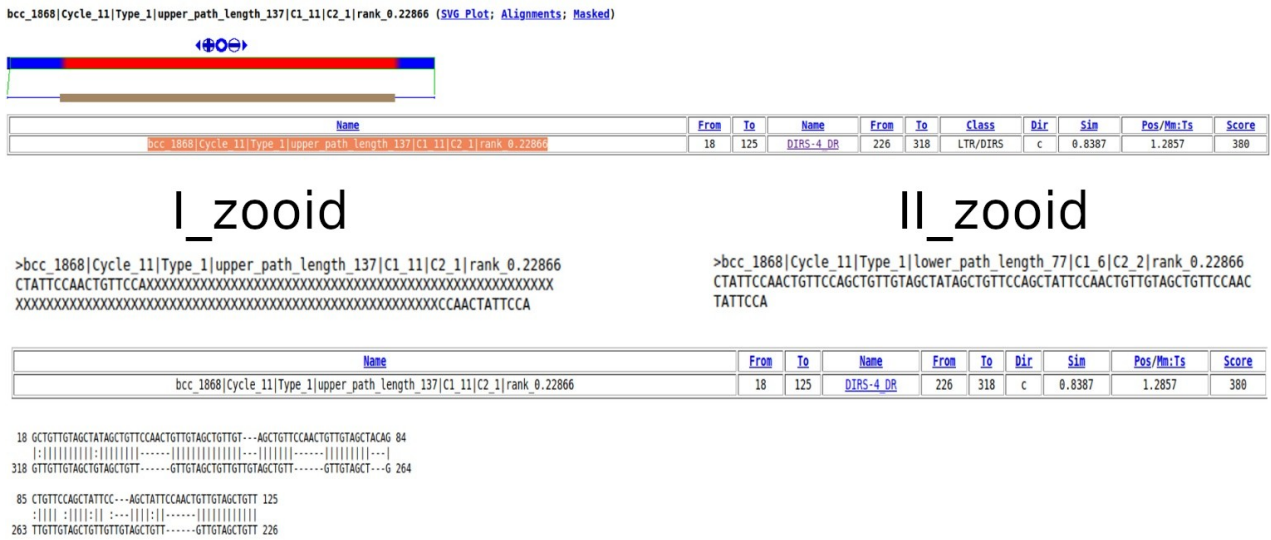 bcc_1868|Cycle_11|Type_1|upper_path_length_137|C1_11|C2_1|rank_0.22866 (SVG Plot; Alignments; Masked)
Name From To Name From To Class Dir Sim Pos/Mm:Ts Score
bcc_1868|Cycle_11|Type_1|upper_path_length_137|C1_11|C2_1|rank_0.22866 18 125 DIRS-4_DR 226 318 LTR/DIRS c 0.8387 1.2857 380
I_zooid
>bcc_1868|Cycle_11|Type_1|upper_path_length_137|C1_11|C2_1|rank_0.22866
CTATTCCAACTGTTCCAXXXXXXXXXXXXXXXXXXXXXXXXXXXXXXXXXXXXXXXXXXXXXXXXXXXXX
XXXXXXXXXXXXXXXXXXXXXXXXXXXXXXXXXXXXXXXXXXXXXXXXXXXXXXXCCAACTATTCCA
II_zooid
>bcc_1868|Cycle_11|Type_1|lower_path_length_77|C1_6|C2_2|rank_0.22866
CTATTCCAACTGTTCCAGCTGTTGTAGCTATAGCTGTTCCAGCTATTCCAACTGTTGTAGCTGTTCCAAC
TATTCCA
Name From To Name From To Dir Sim Pos/Mm:Ts Score
bcc_1868|Cycle_11|Type_1|upper_path_length_137|C1_11|C2_1|rank_0.22866 18 125 DIRS-4_DR 226 318 c 0.8387 1.2857 380
18 GCTGTTGTAGCTATAGCTGTTCCAACTGTTGTAGCTGTTGT---AGCTGTTCCAACTGTTGTAGCTACAG 84
|:||||||||||:||||||||------||||||||||||||---|||||||------|||||||||---|
318 GTTGTTGTAGCTGTAGCTGTT------GTTGTAGCTGTTGTTGTAGCTGTT------GTTGTAGCT---G 264
85 CTGTTCCAGCTATTCC---AGCTATTCCAACTGTTGTAGCTGTT 125
:|||| :||||:|| :---||||:||------||||||||||||
263 TTGTTGTAGCTGTTGTTGTAGCTGTT------GTTGTAGCTGTT 226